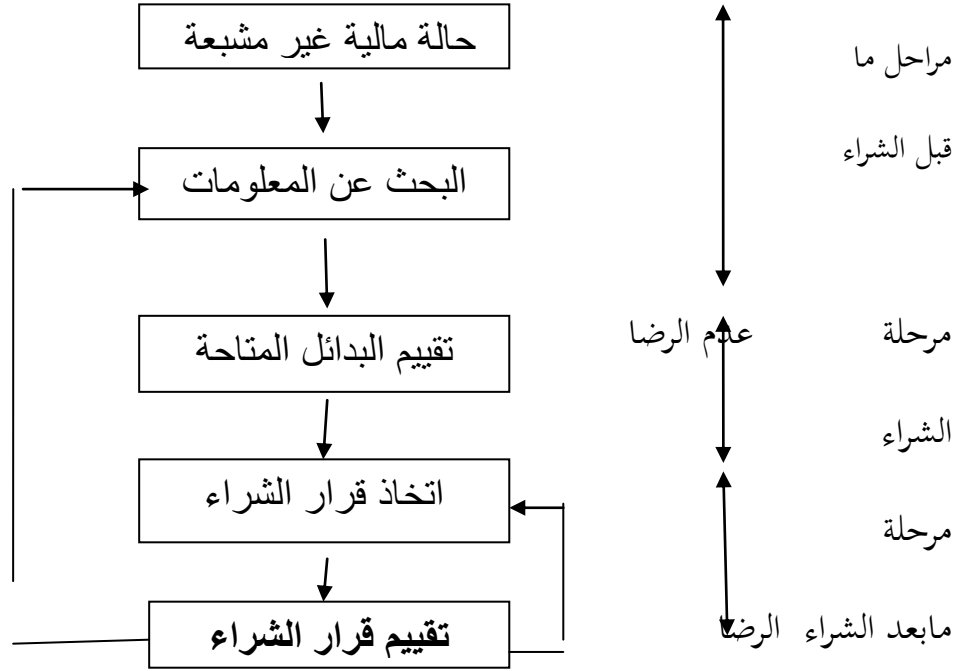 حالة مالية غير مشبعة
مراحل ما
قبل الشراء
البحث عن المعلومات
تقييم البدائل المتاحة
مرحلة عدم الرضا
الشراء
اتخاذ قرار الشراء
مرحلة
مابعد الشراء الرضا
تقييم قرار الشراء